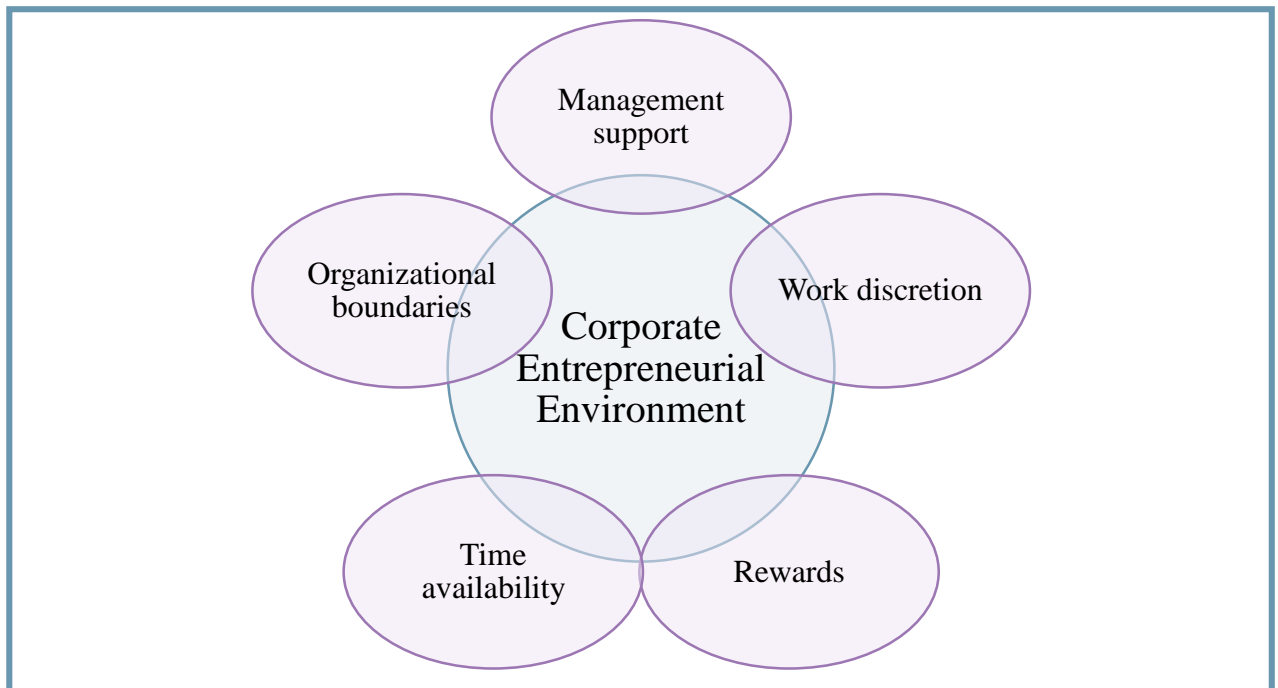 Management
support
Organizational
boundaries
Work discretion
Corporate
Entrepreneurial
Environment
Time
availability
Rewards